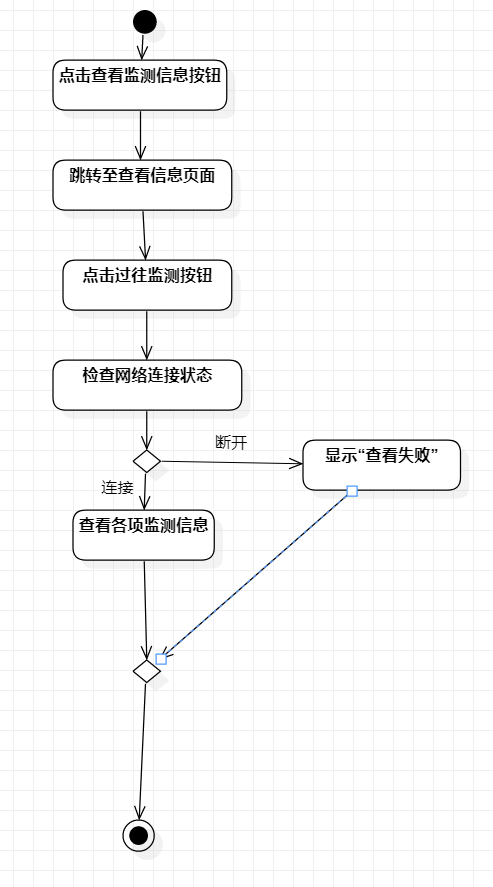 点击查看监测信息按钮
跳转至查看信息页面
点击过往监测按钮
检查网络连接状态
断开
显示“查看失败”
连接
查看各项监测信息